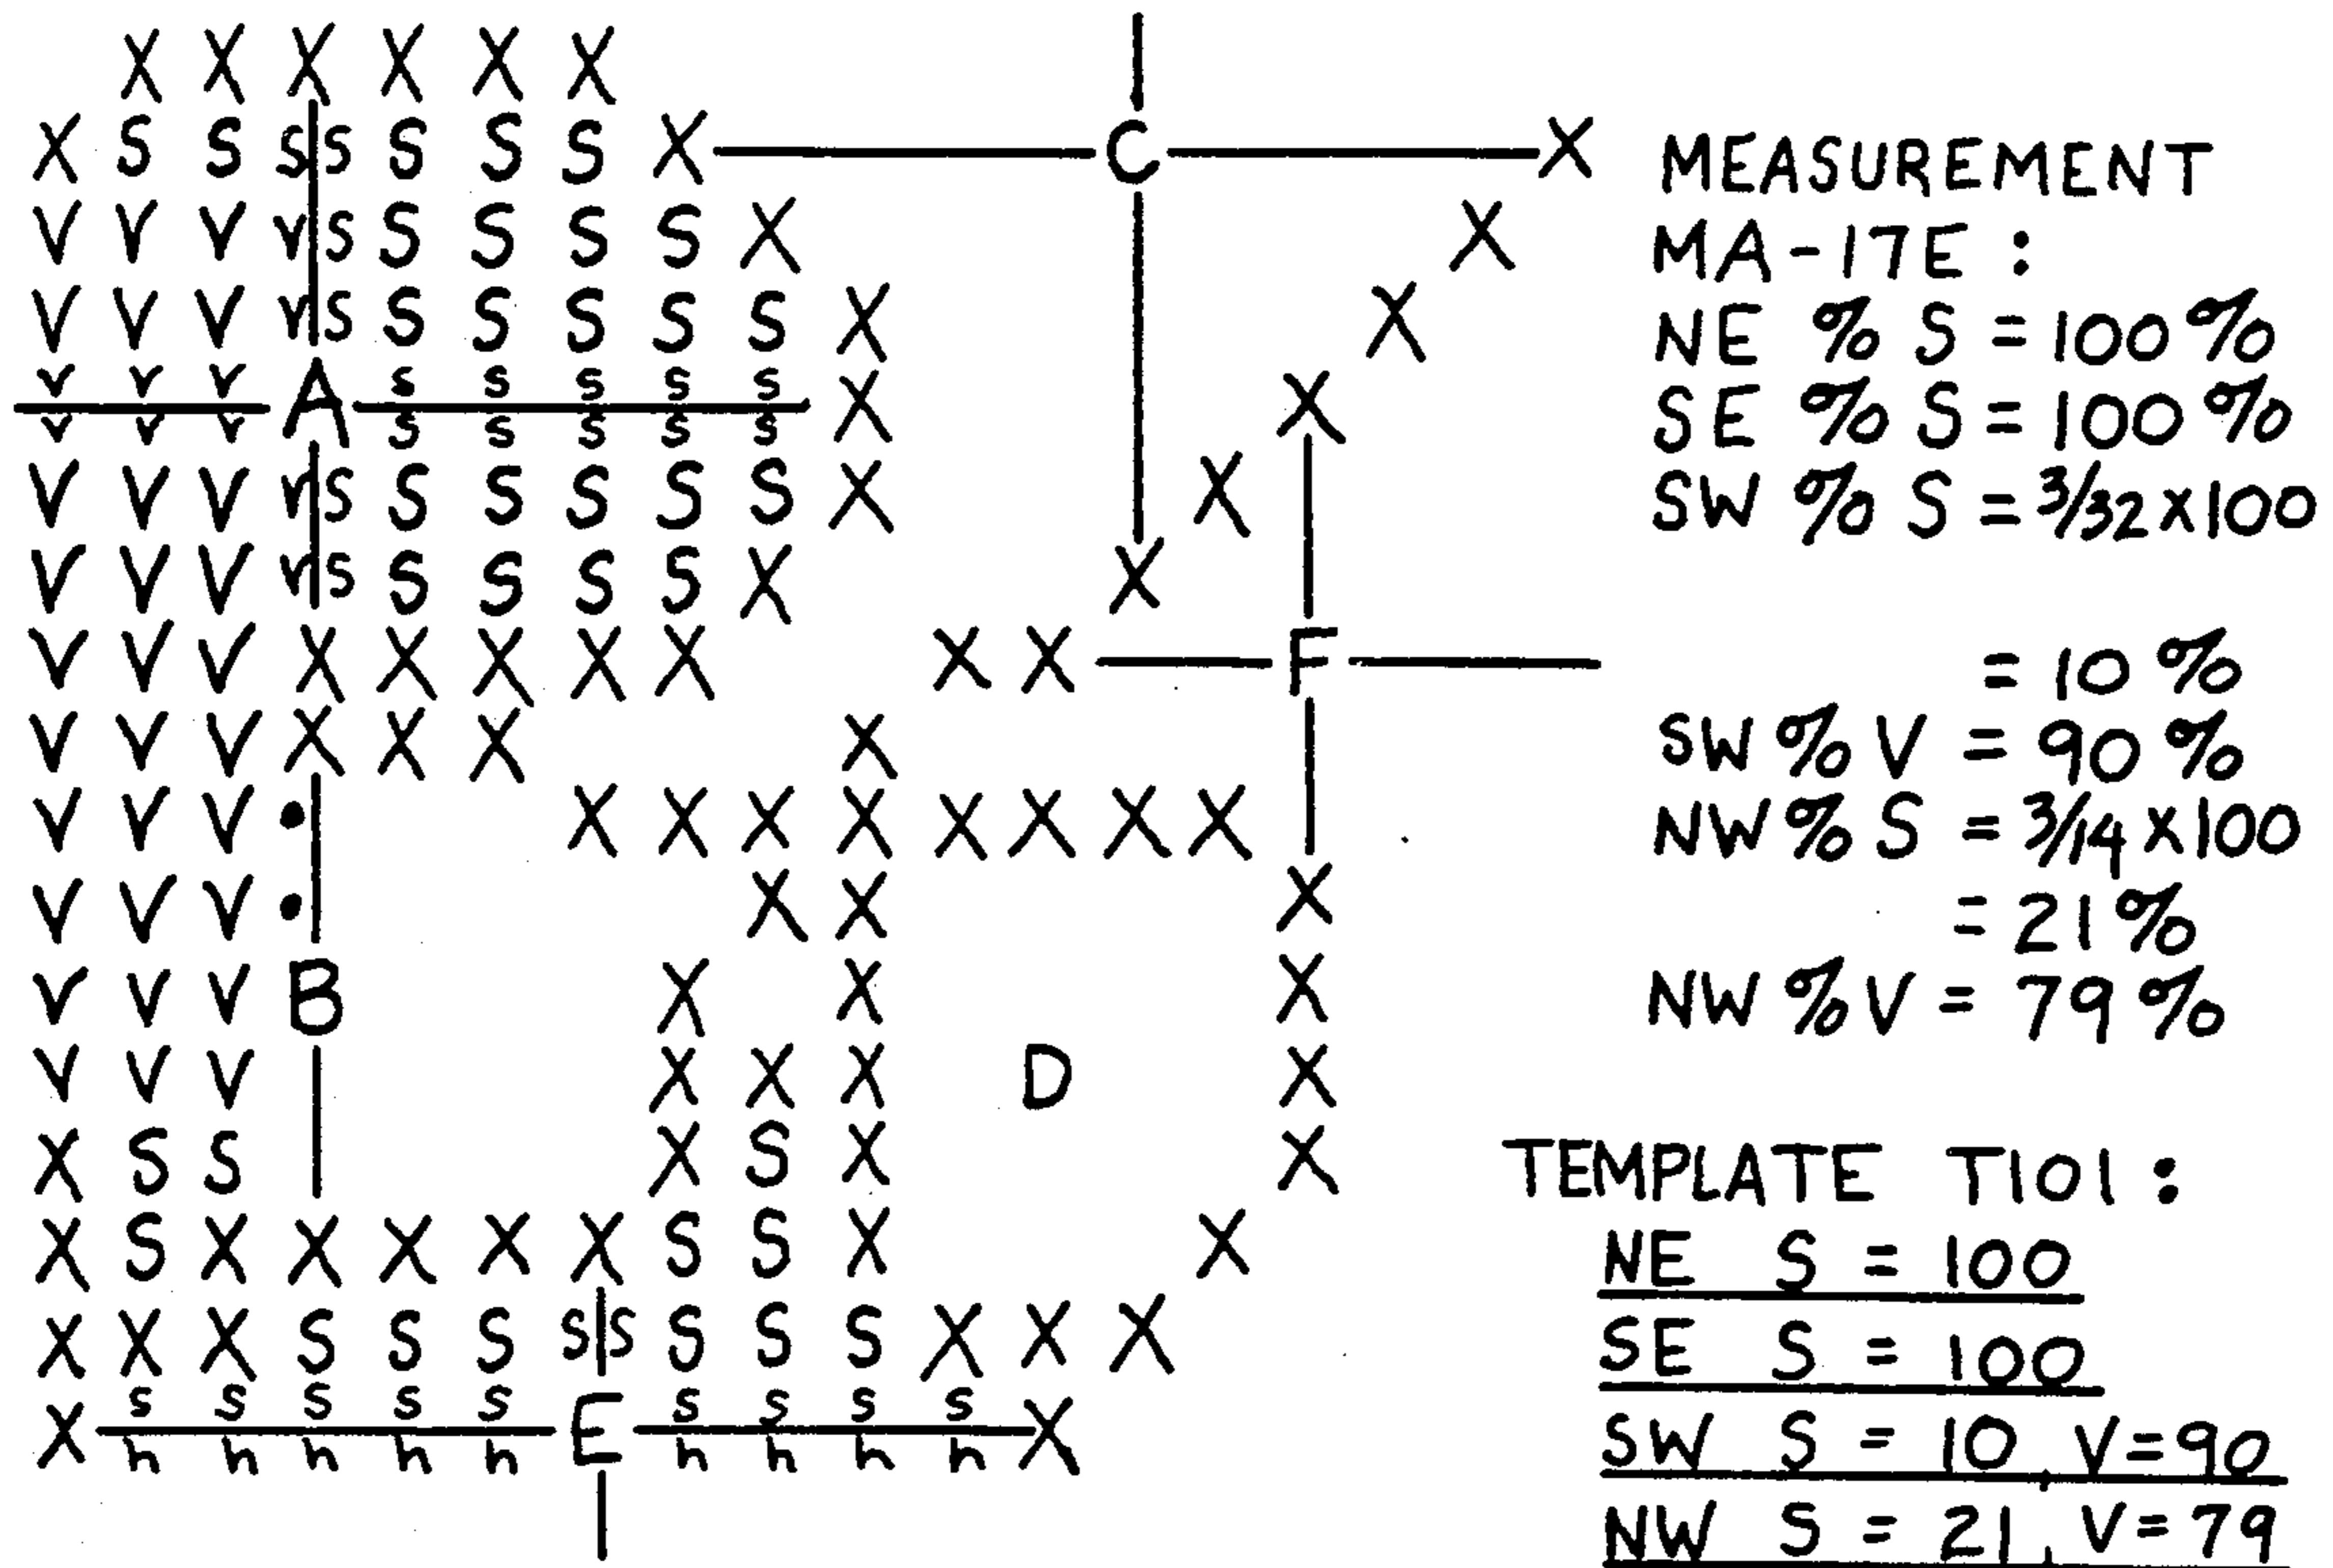 X X X X X X
X S S S S S S S X C X
V V V V S S S S S X X
V V V V S S S S S S X X
V V V S S S S S
A X X
V V V S S S S S
V V V V S S S S S S X X
V V V V S S S S S X X
V V V X X X X X X X F
V V V X X X X
V V V • X X X X X X X X
V V V • X X X
V V V B X X X
V V V X X X D X
X S S X S X X
X S X X X X X S S X X
X X X S S S S S S S S X X X
S S S S S S S S S
X E X
h h h h h h h h h
MEASUREMENT
MA-17E :
NE % S = 100%
SE % S = 100%
SW % S = 3/32 x 100
= 10 %
SW % V = 90 %
NW % S = 3/14 x 100
= 21%
NW % V = 79 %
TEMPLATE T101 :
NE S = 100
SE S = 100
SW S = 10, V=90
NW S = 21, V=79